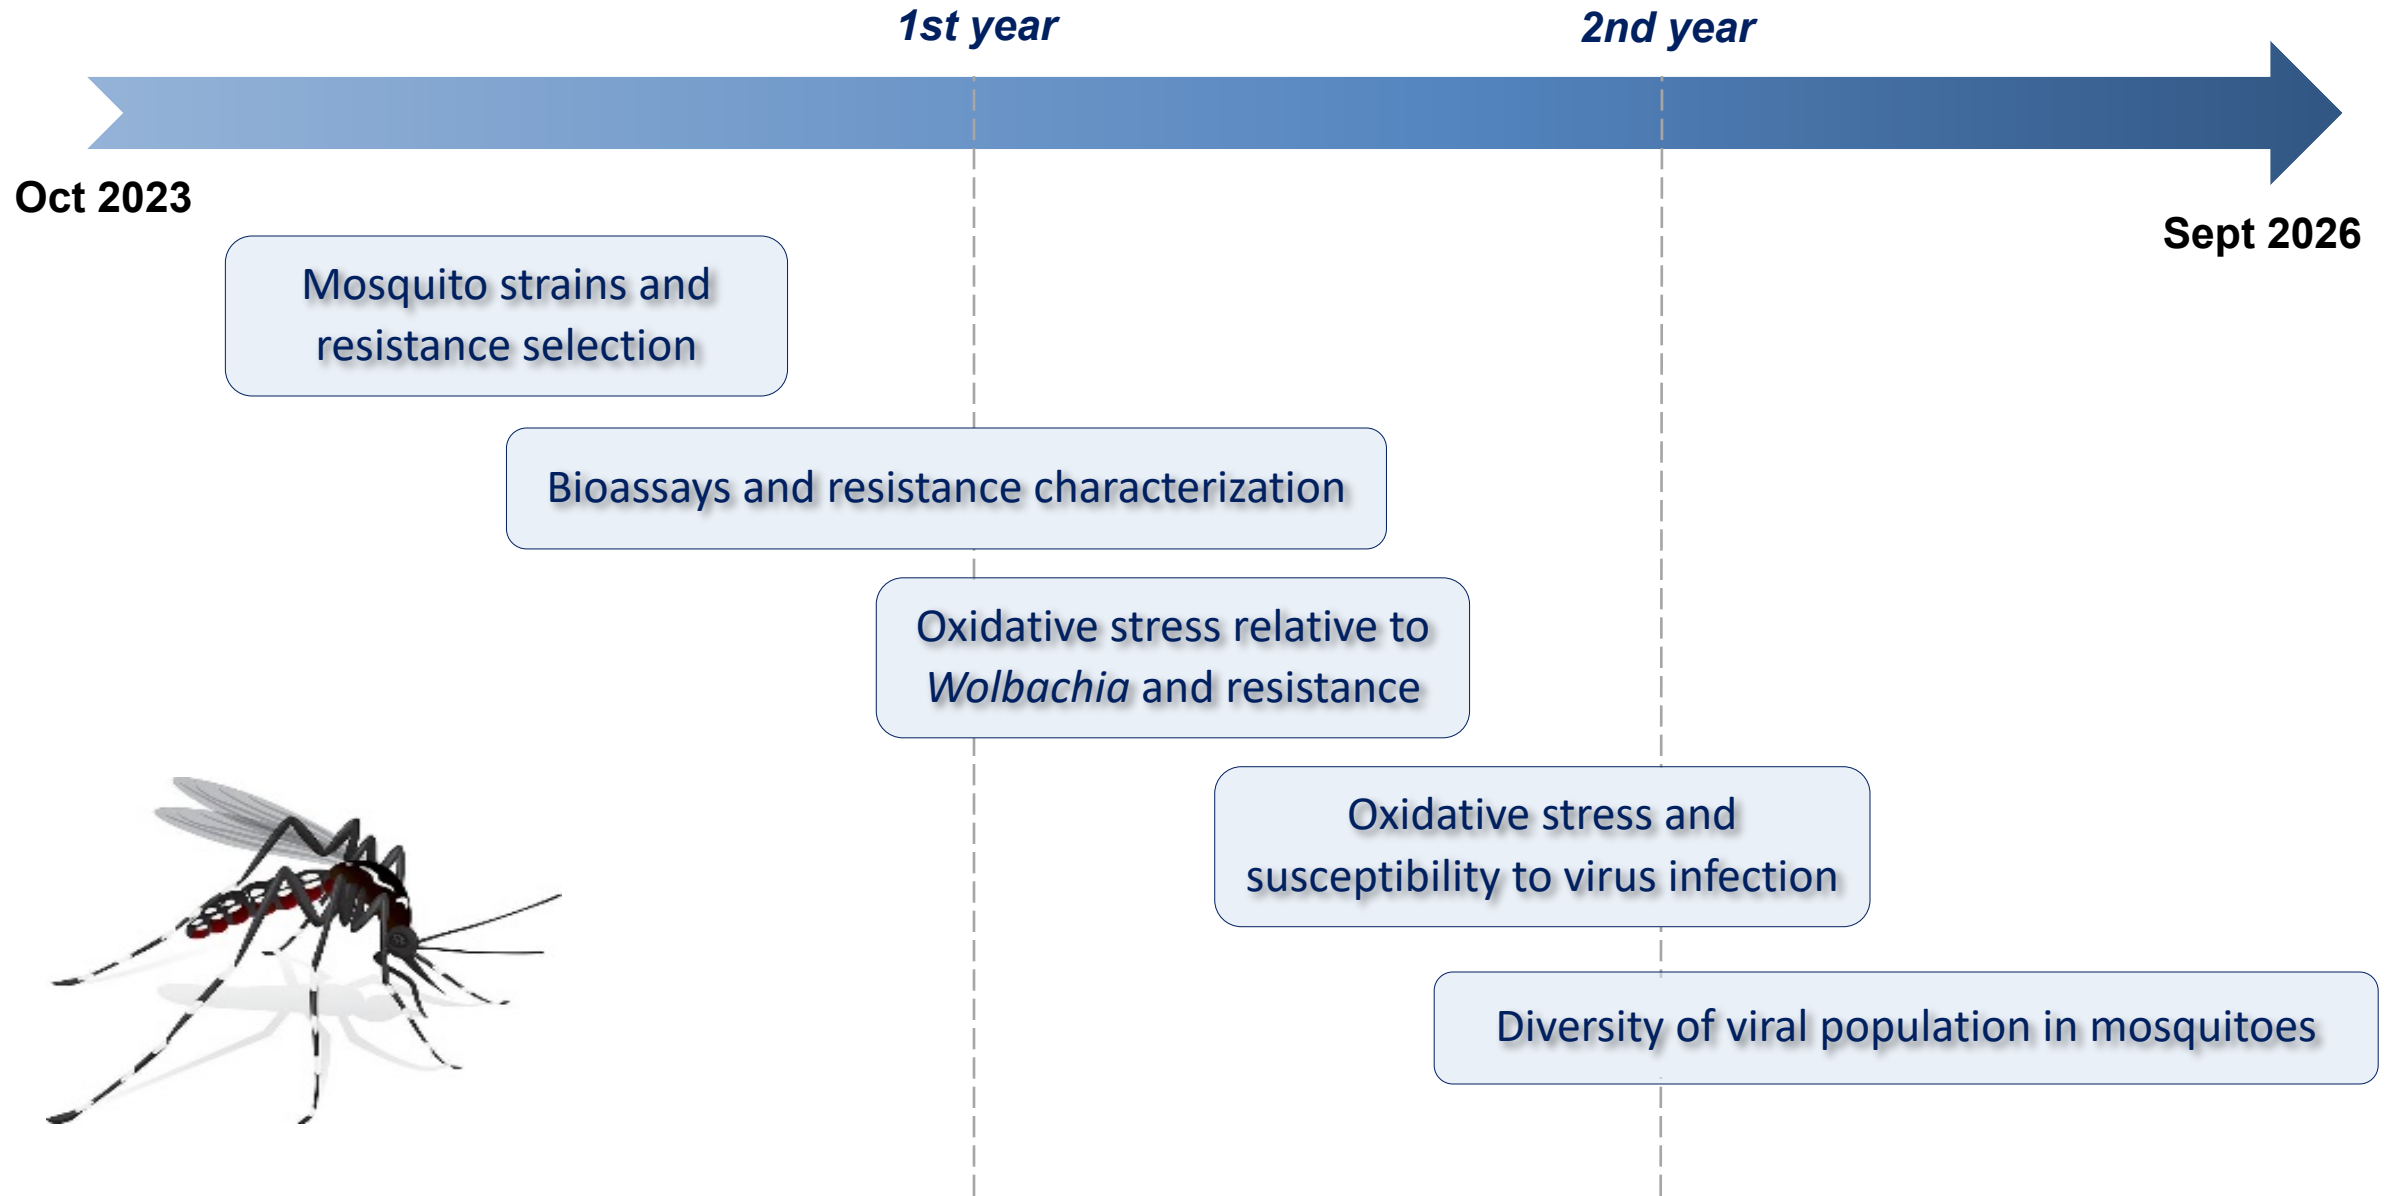 1st year
2nd year
Oct 2023
Sept 2026
Mosquito strains and
resistance selection
Bioassays and resistance characterization
Oxidative stress relative to
Wolbachia and resistance
Oxidative stress and
susceptibility to virus infection
Diversity of viral population in mosquitoes